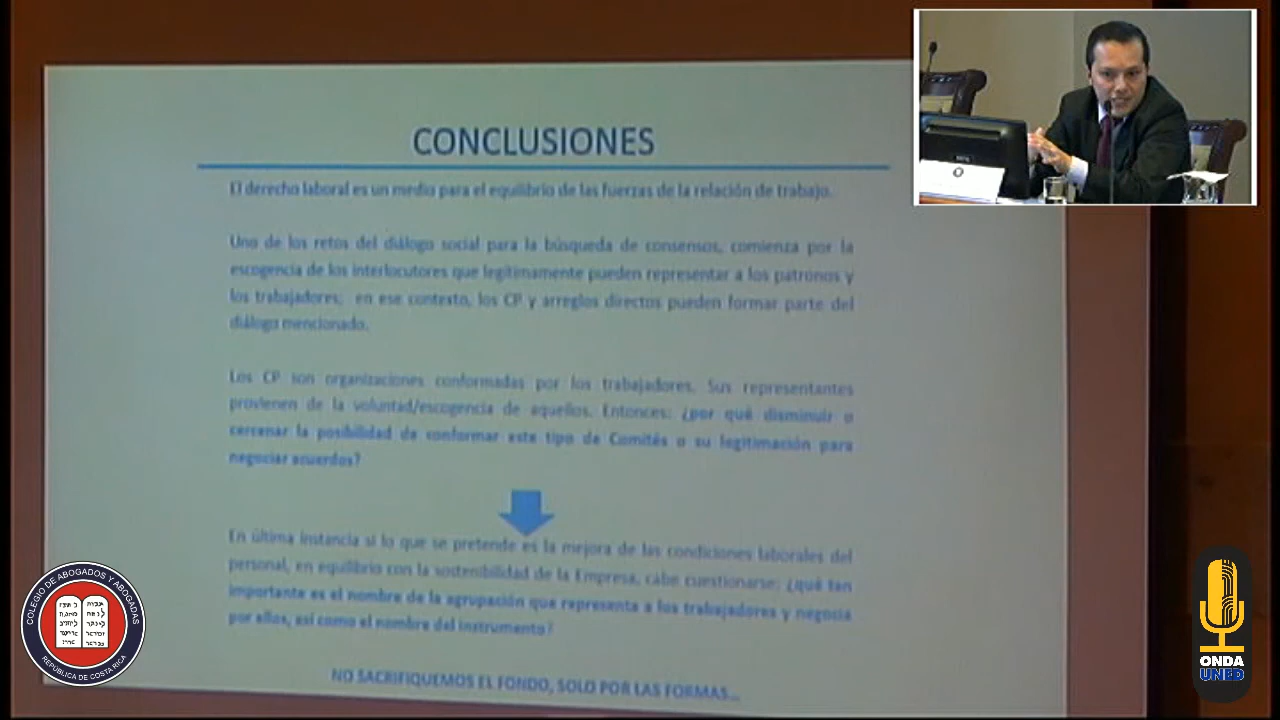 CONCLUSIONES
El derecho laboral es un medio para el equilibrio de las fuerzas de la relación de trabajo.
Uno de los retos del diálogo social para la búsqueda de consensos, comienza por la
escogencia de los interlocutores que legítimamente pueden representar a los patronos y
los trabajadores; en ese contexto, los CP y arreglos directos pueden formar parte del
diálogo mencionado.
Los CP son organizaciones conformadas por los trabajadores. Sus representantes
provienen de la voluntad/escogencia de aquellos. Entonces: ¿por qué disminuir o
cercenar la posibilidad de conformar este tipo de Comités o su legitimación para
negociar acuerdos?
En última instancia si lo que se pretende es la mejora de las condiciones laborales del
personal, en equilibrio con la sostenibilidad de la Empresa, cabe cuestionarse: ¿qué tan
importante es el nombre de la agrupación que representa a los trabajadores y negocia
por ellos, así como el nombre del instrumento?
NO SACRIFIQUEMOS EL FONDO, SOLO POR LAS FORMAS...
COLEGIO DE ABOGADOS Y ABOGADAS
REPÚBLICA DE COSTA RICA
ONDA
UNED